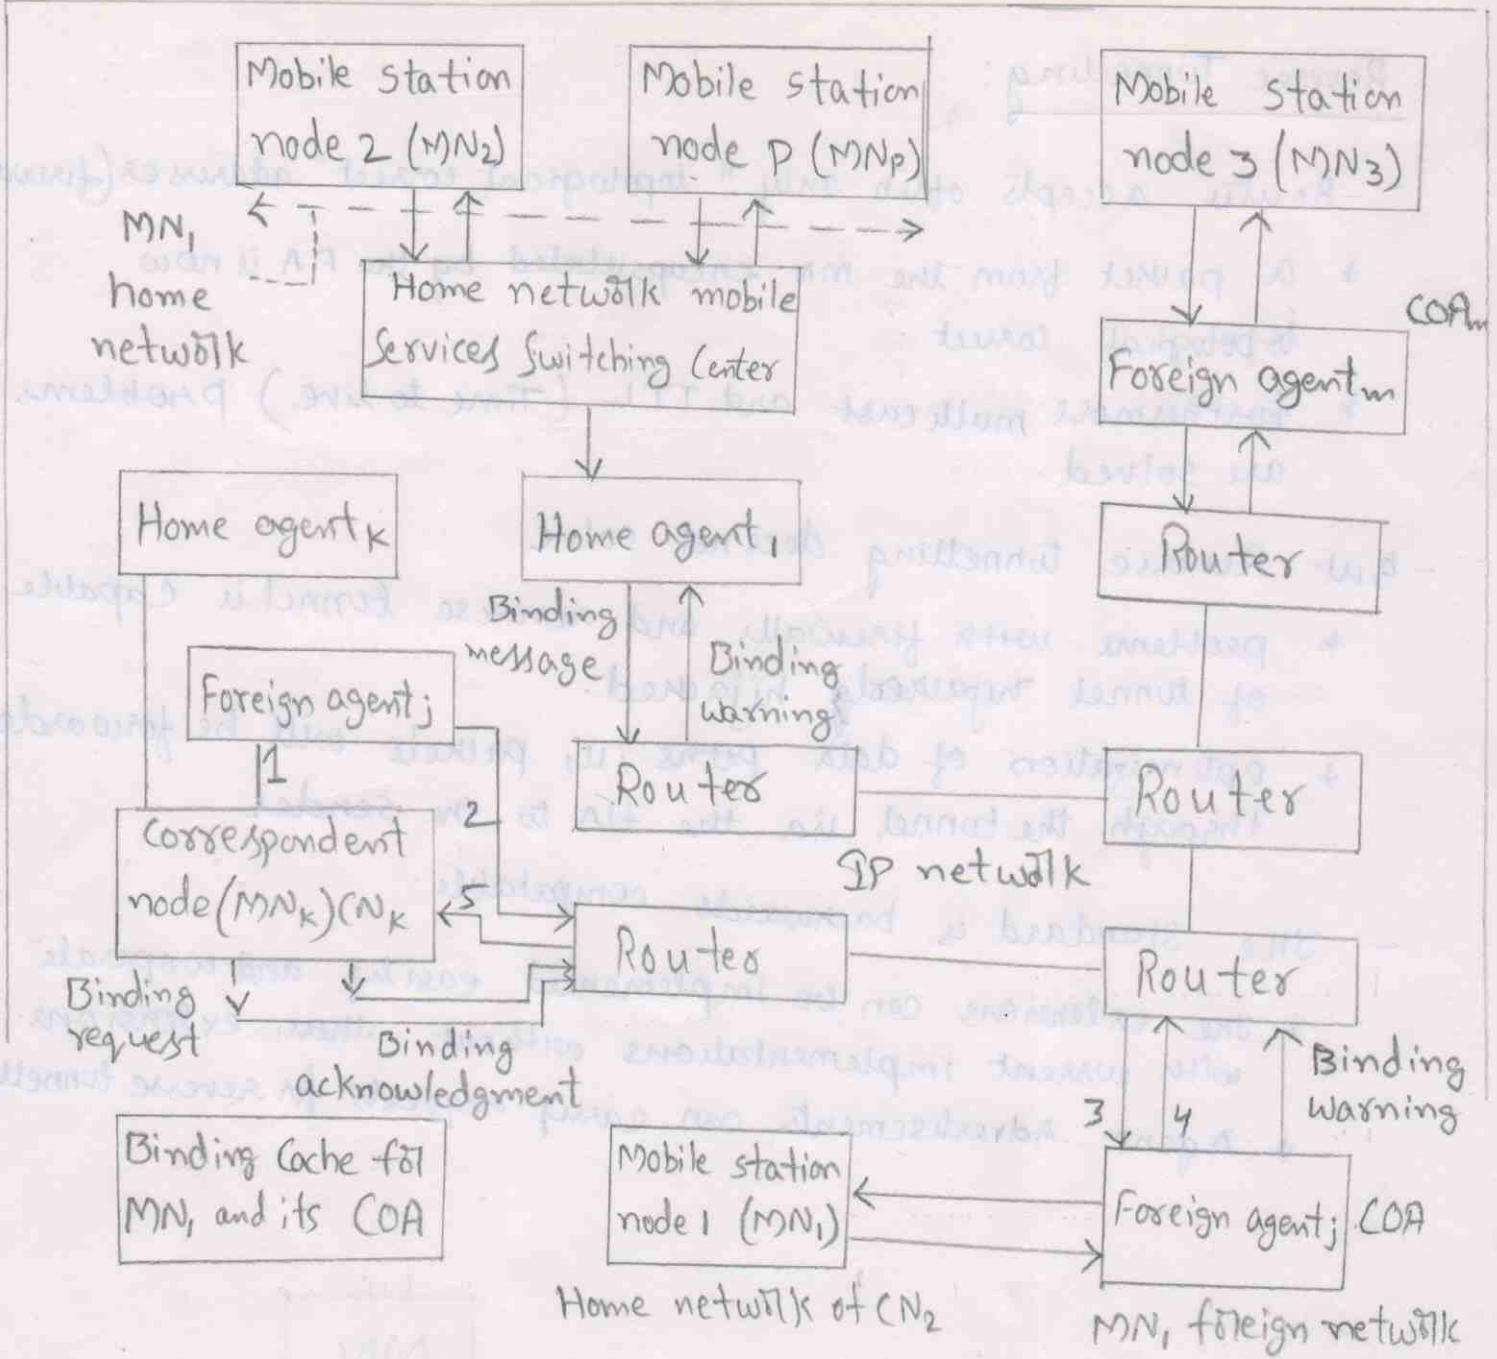 Mobile station
node 2 (MN2)
Mobile station
node P (MNP)
Mobile station
node 3 (MN3)
MN1
home
network
Home network mobile
Services Switching Center
COAm
Foreign agentm
Home agentK
Home agent1
Router
Binding
message
Binding
warning
Foreign agentj
1
Router
Router
2
Correspondent
node (MNK) CNK
IP network
5
Router
Router
Binding
request
Binding
acknowledgment
3
4
Binding
warning
Binding Cache for
MN1 and its COA
Mobile station
node 1 (MN1)
Foreign agentj
COA
Home network of CN2
MN1 foreign network